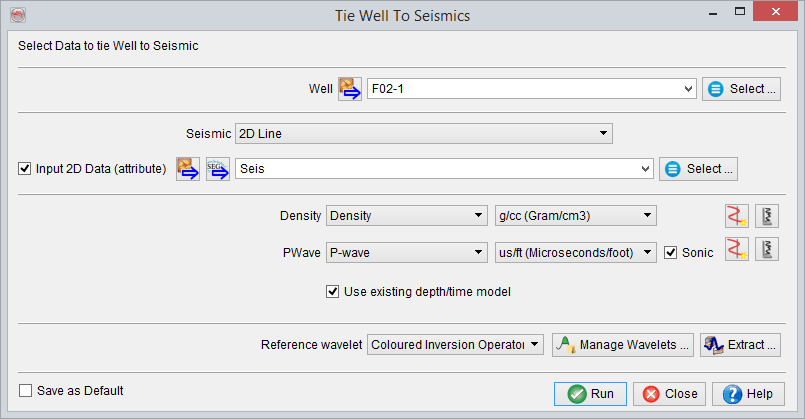 Tie Well To Seismics
Select Data to tie Well to Seismic
Well F02-1 Select ...
Seismic 2D Line
Input 2D Data (attribute) SEG Seis Select ...
Density Density g/cc (Gram/cm3)
PWave P-wave us/ft (Microseconds/foot) Sonic
Use existing depth/time model
Reference wavelet Coloured Inversion Operator Manage Wavelets ... Extract ...
Save as Default Run Close Help